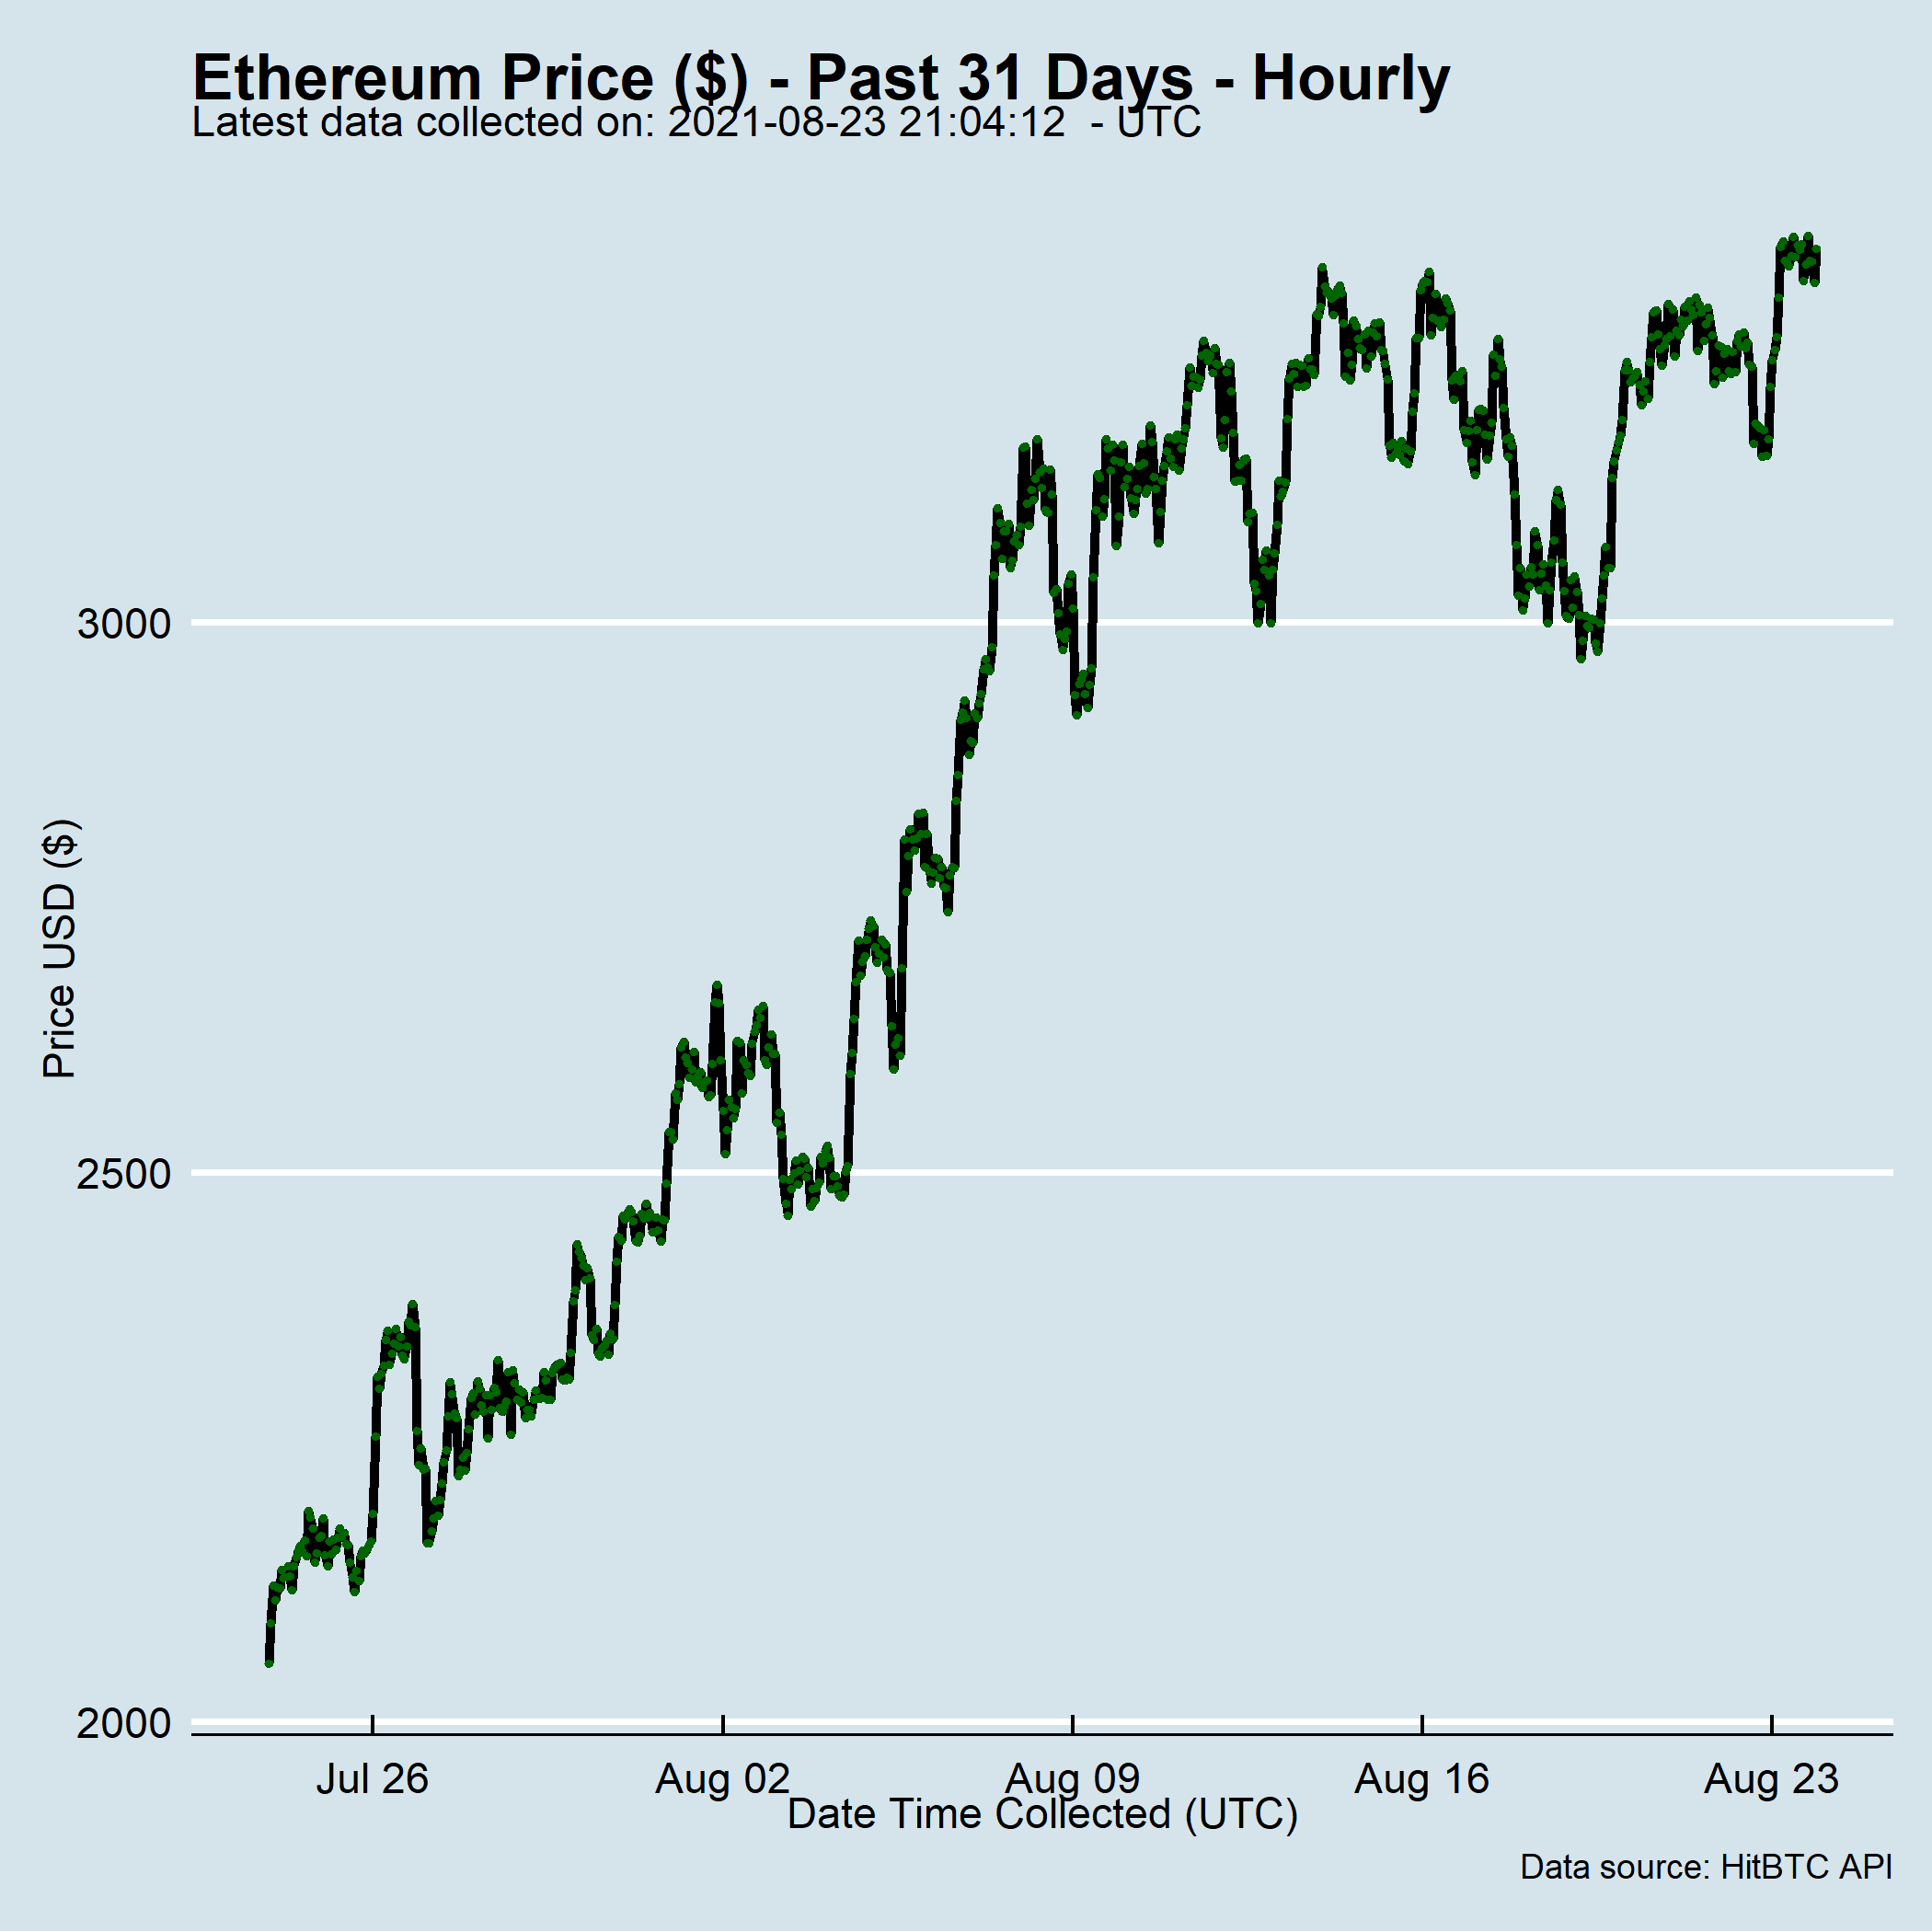 Ethereum Price ($) - Past 31 Days - Hourly
Latest data collected on: 2021-08-23 21:04:12  - UTC
Price USD ($)
3000
2500
2000
Jul 26 Aug 02 Aug 09 Aug 16 Aug 23
Date Time Collected (UTC)
Data source: HitBTC API